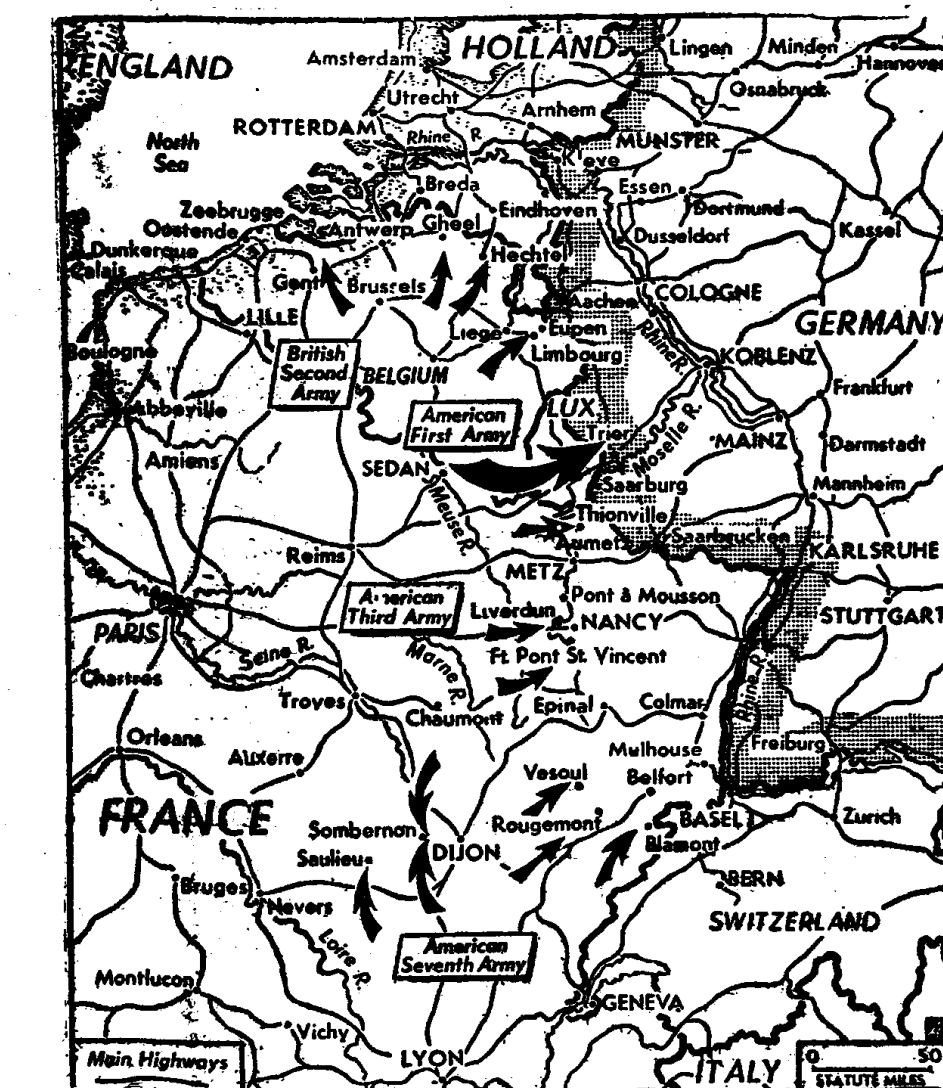 ENGLAND
HOLLAND
Lingen
Minden
Hannover
Amsterdam
Osnabruck
Utrecht
Arnhem
ROTTERDAM
Rhine R
MUNSTER
North
Sea
Kleve
Breda
Essen
Dortmund
Zeebrugge
Eindhoven
Oostende
Antwerp
Gheel
Dusseldorf
Kassel
Dunkerque
Hechtel
Calais
Gent
Brussels
Aachen
COLOGNE
LILLE
GERMANY
Liege
Eupen
Rhine R.
Boulogne
British
Second
Army
Limbourg
KOBLENZ
BELGIUM
Frankfurt
Abbeville
American
First Army
LUX.
Trier
Moselle R.
MAINZ
Darmstadt
Amiens
SEDAN
Saarburg
Mannheim
Meuse R.
Thionville
Saarbrucken
Reims
Aumetz
KARLSRUHE
METZ
American
Third Army
Liverdun
Pont à Mousson
STUTTGART
PARIS
NANCY
Seine R.
Marne R.
Ft. Pont St. Vincent
Rhine R.
Chartres
Troyes
Chaumont
Epinal
Colmar
Orleans
Auxerre
Mulhouse
Freiburg
Vesoul
Belfort
FRANCE
Sombernon
Rougemont
BASEL
Zurich
Saulieu
DIJON
Blamont
Bruges
BERN
Nevers
SWITZERLAND
Loire R.
American
Seventh Army
Montlucon
GENEVA
Vichy
Main Highways
LYON
ITALY
0 50
STATUTE MILES